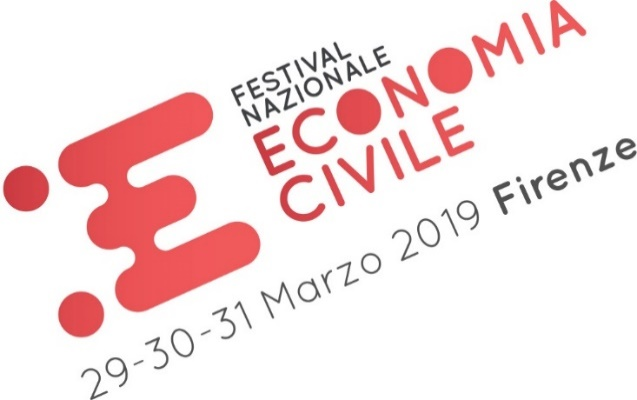 FESTIVAL
NAZIONALE
ECONOMIA
CIVILE
29-30-31 Marzo 2019 Firenze